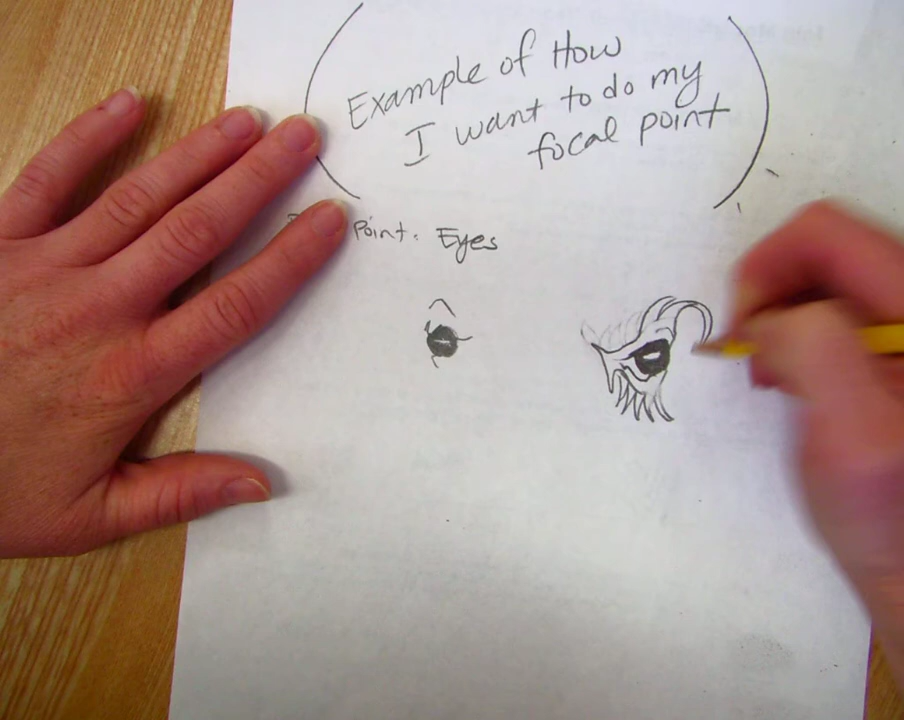 Example of How
I want to do my
focal point
Point: Eyes